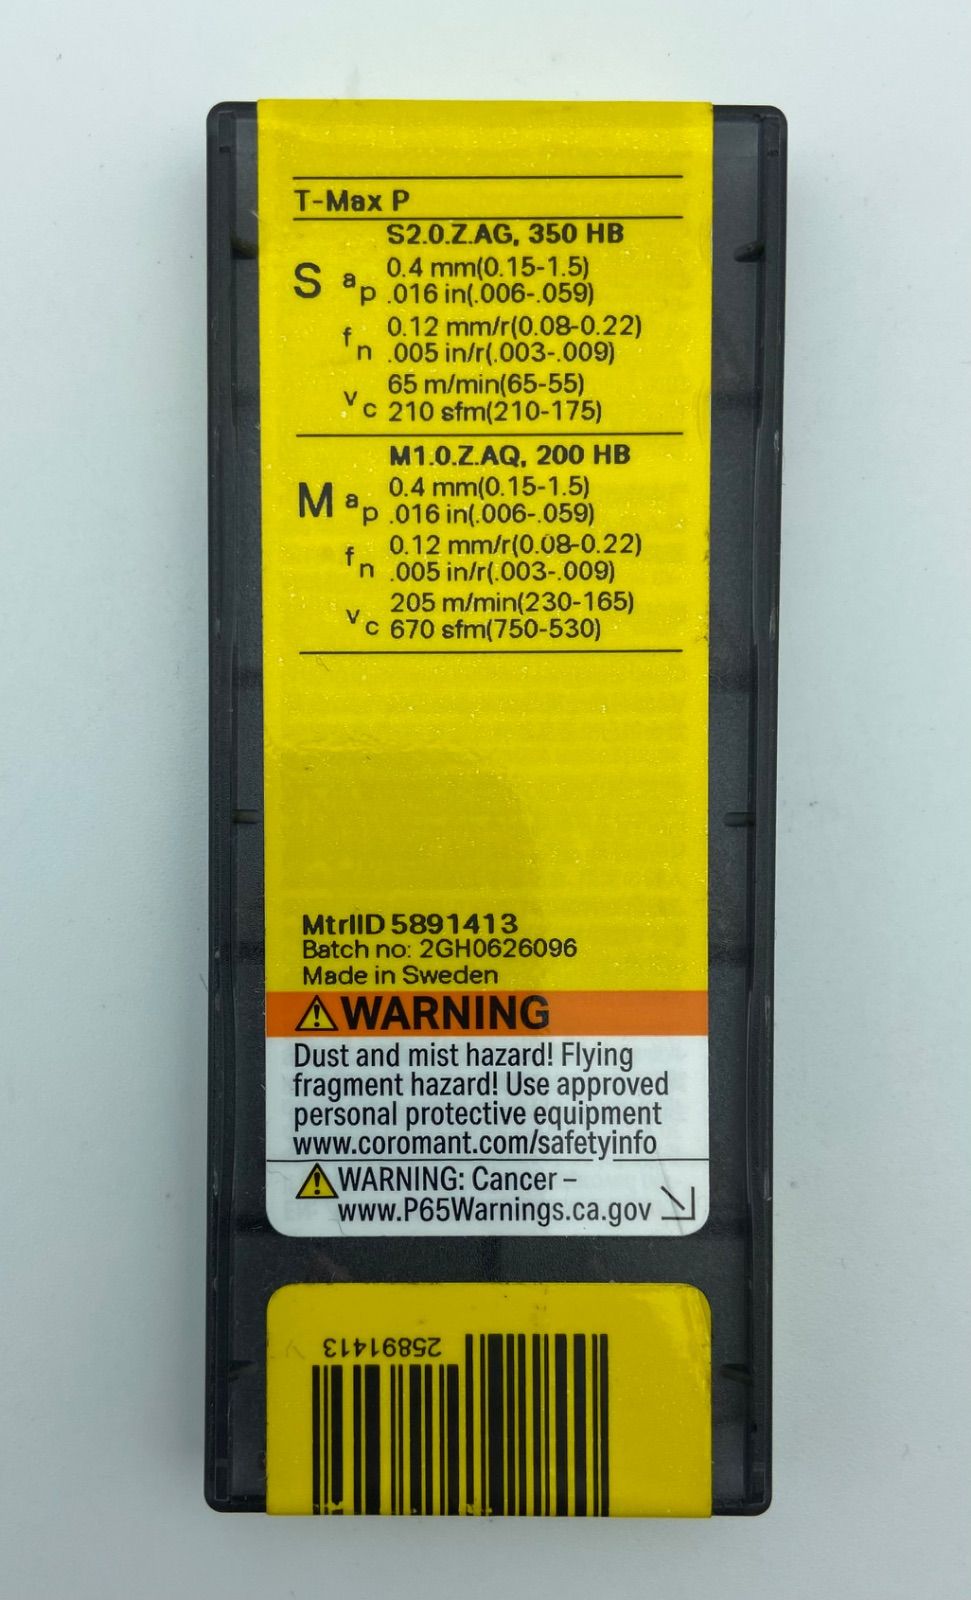 T-Max P
S2.0.Z.AG, 350 HB
S ap 0.4 mm(0.15-1.5)
.016 in(.006-.059)
fn 0.12 mm/r(0.08-0.22)
.005 in/r(.003-.009)
vc 65 m/min(65-55)
210 sfm(210-175)
M1.0.Z.AQ, 200 HB
M ap 0.4 mm(0.15-1.5)
.016 in(.006-.059)
fn 0.12 mm/r(0.08-0.22)
.005 in/r(.003-.009)
vc 205 m/min(230-165)
670 sfm(750-530)
MtrlID 5891413
Batch no: 2GH0626096
Made in Sweden
WARNING
Dust and mist hazard! Flying
fragment hazard! Use approved
personal protective equipment
www.coromant.com/safetyinfo
WARNING: Cancer –
www.P65Warnings.ca.gov
25891413